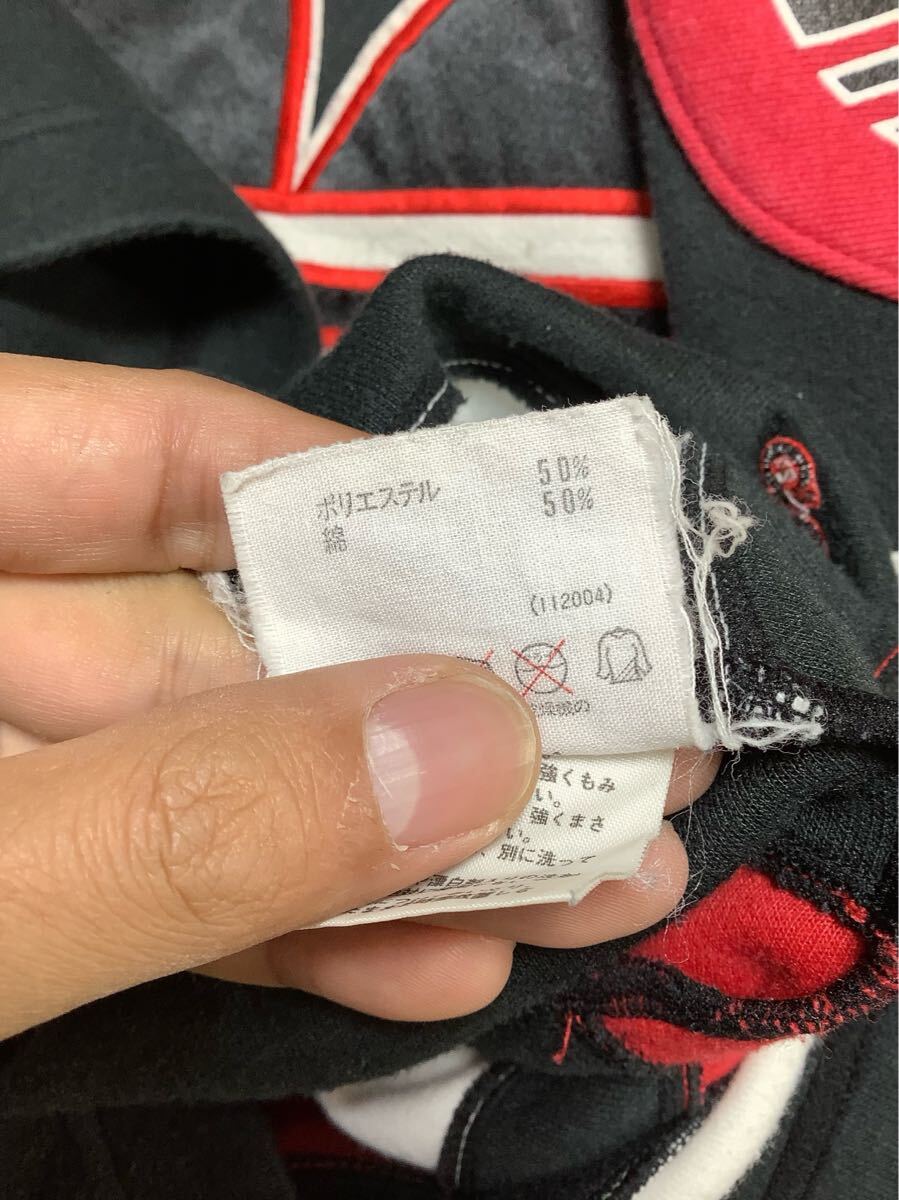 ポリエステル 50%
綿 50%
(112004)
の
強くもみ
い。
強くまさ
い。
、別に洗って